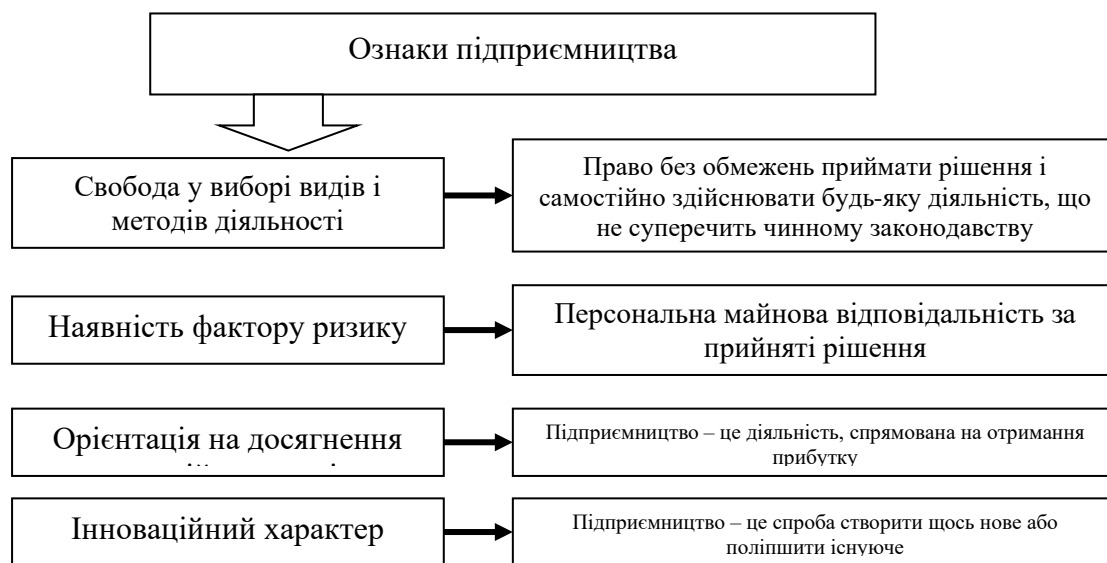 Ознаки підприємництва
Свобода у виборі видів і
методів діяльності
Право без обмежень приймати рішення і
самостійно здійснювати будь-яку діяльність, що
не суперечить чинному законодавству
Наявність фактору ризику
Персональна майнова відповідальність за
прийняті рішення
Орієнтація на досягнення
Підприємництво – це діяльність, спрямована на отримання
прибутку
Інноваційний характер
Підприємництво – це спроба створити щось нове або
поліпшити існуюче